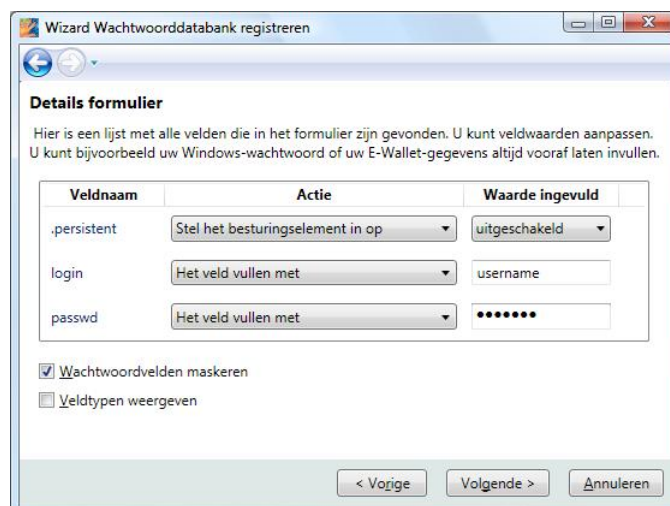 Wizard Wachtwoorddatabank registreren
Details formulier
Hier is een lijst met alle velden die in het formulier zijn gevonden. U kunt veldwaarden aanpassen.
U kunt bijvoorbeeld uw Windows-wachtwoord of uw E-Wallet-gegevens altijd vooraf laten invullen.
Veldnaam Actie Waarde ingevuld
.persistent Stel het besturingselement in op uitgeschakeld
login Het veld vullen met username
passwd Het veld vullen met •••••••
Wachtwoordvelden maskeren
Veldtypen weergeven
< Vorige Volgende > Annuleren